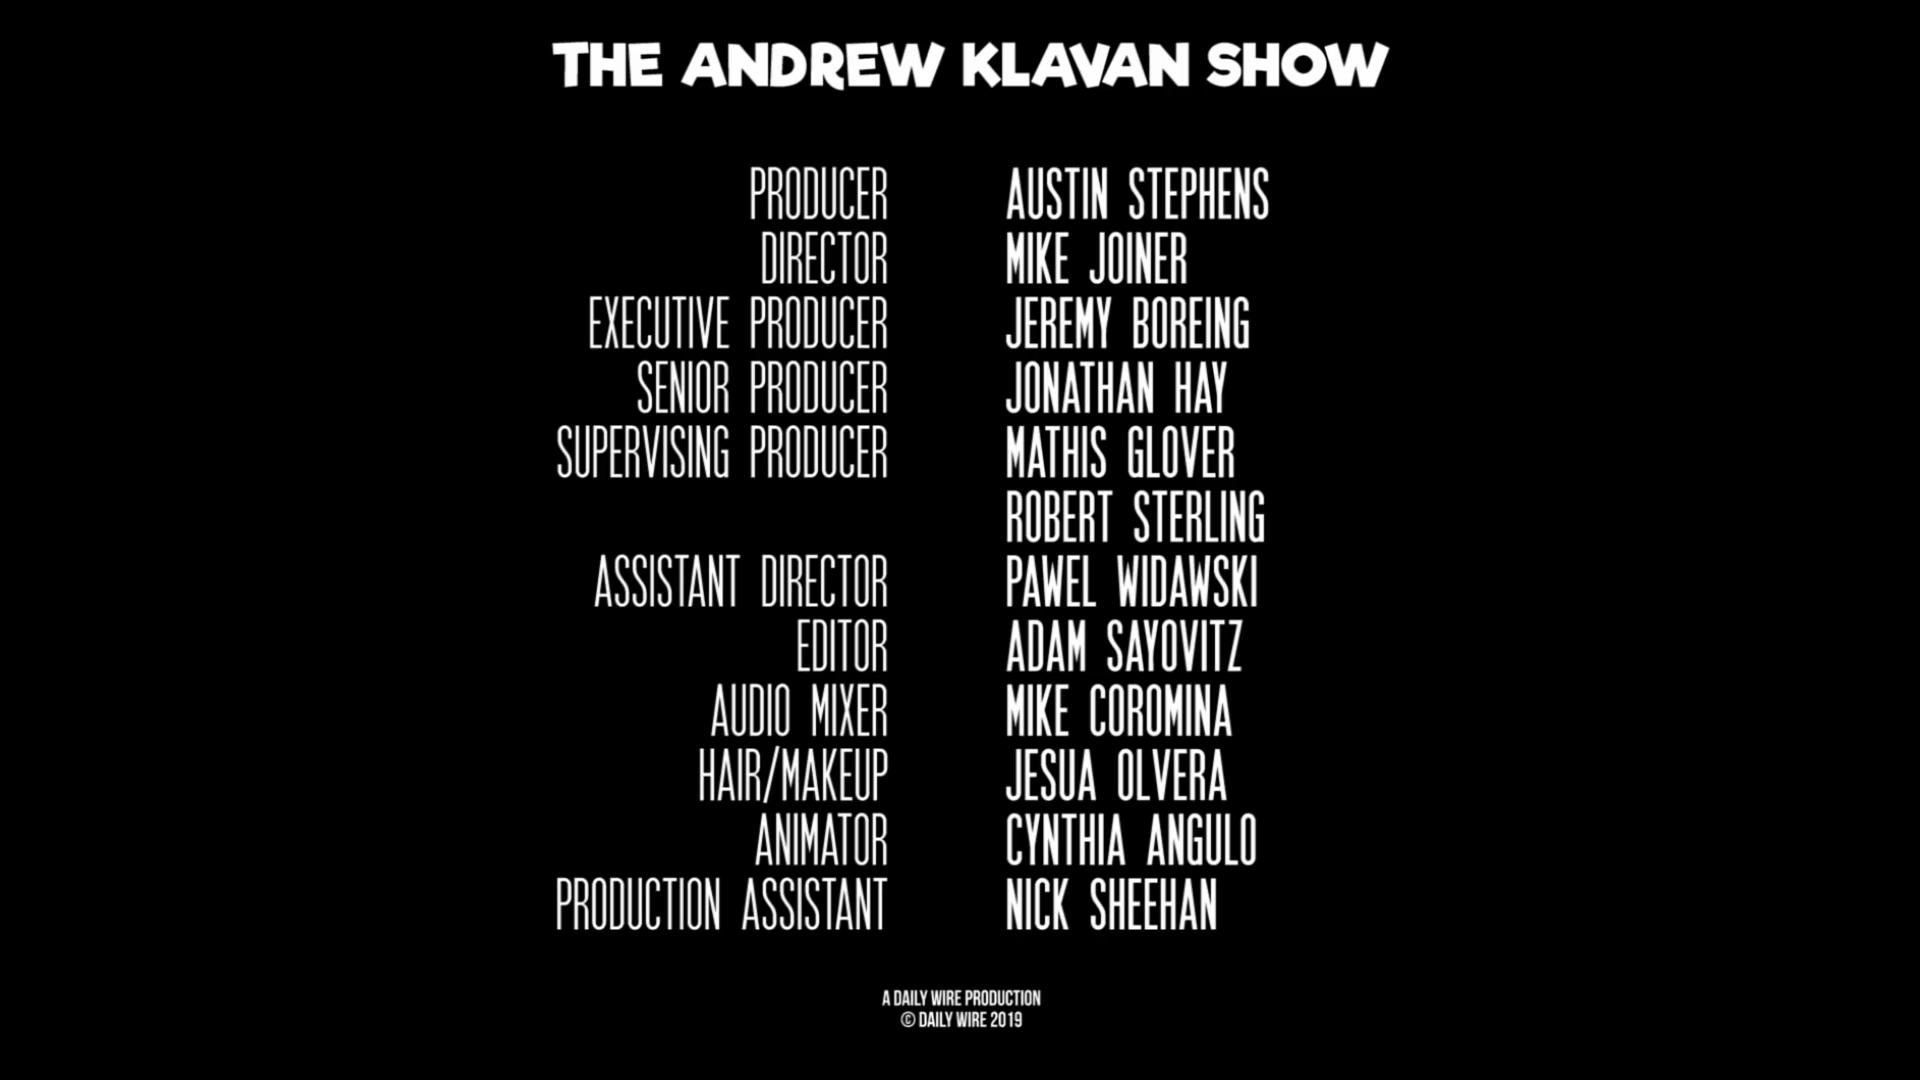 THE ANDREW KLAVAN SHOW
PRODUCER AUSTIN STEPHENS
DIRECTOR MIKE JOINER
EXECUTIVE PRODUCER JEREMY BOREING
SENIOR PRODUCER JONATHAN HAY
SUPERVISING PRODUCER MATHIS GLOVER
ROBERT STERLING
ASSISTANT DIRECTOR PAWEL WIDAWSKI
EDITOR ADAM SAYOVITZ
AUDIO MIXER MIKE COROMINA
HAIR/MAKEUP JESUA OLVERA
ANIMATOR CYNTHIA ANGULO
PRODUCTION ASSISTANT NICK SHEEHAN
A DAILY WIRE PRODUCTION
© DAILY WIRE 2019